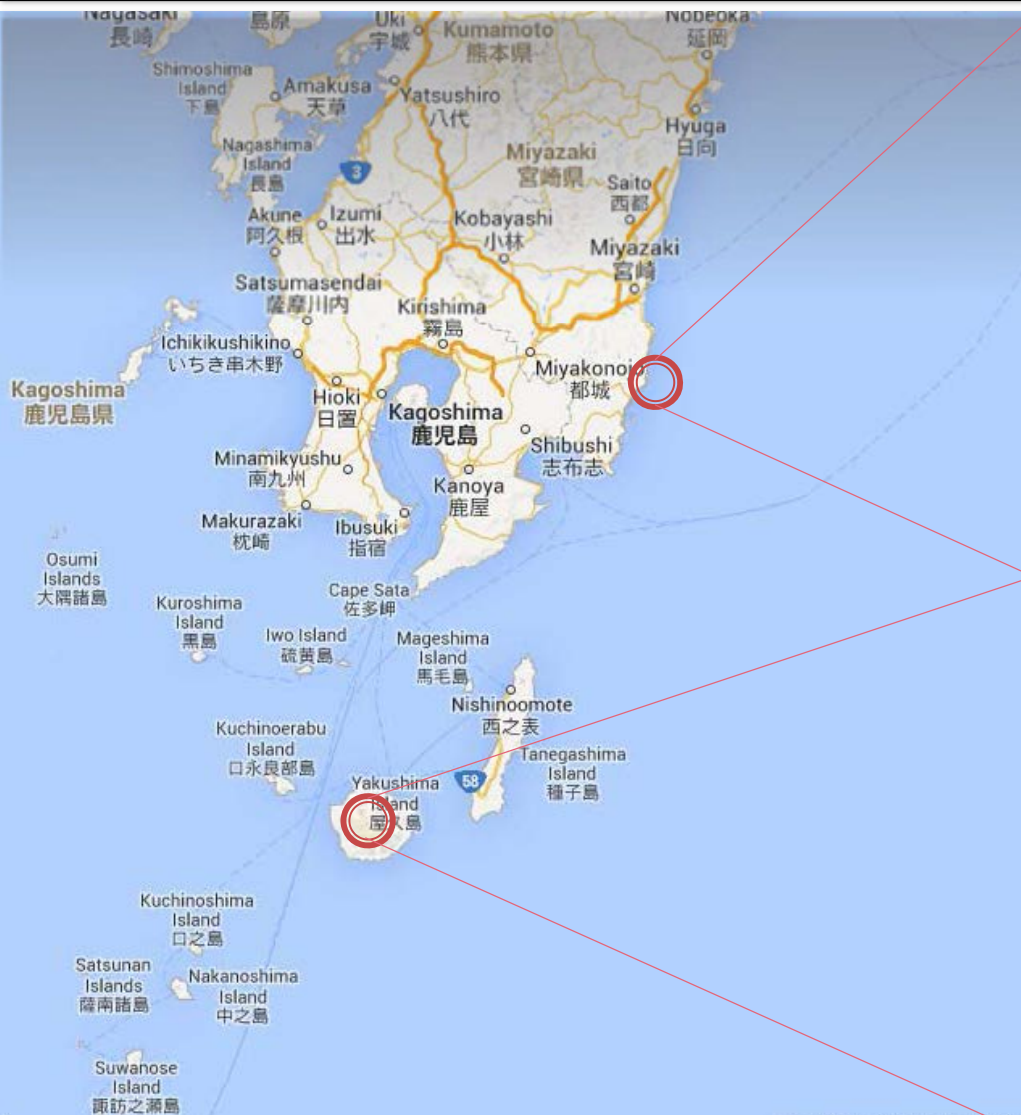 Nagasaki
長崎
島原
Uki
宇城
Kumamoto
熊本県
Nobeoka
延岡
Shimoshima
Island
下島
Amakusa
天草
Yatsushiro
八代
Hyuga
日向
Nagashima
Island
長島
3
Miyazaki
宮崎県
Saito
西都
Akune
阿久根
Izumi
出水
Kobayashi
小林
Miyazaki
宮崎
Satsumasendai
薩摩川内
Kirishima
霧島
Ichikikushikino
いちき串木野
Miyakonojo
都城
Kagoshima
鹿児島県
Hioki
日置
Kagoshima
鹿児島
Shibushi
志布志
Minamikyushu
南九州
Kanoya
鹿屋
Makurazaki
枕崎
Ibusuki
指宿
Osumi
Islands
大隅諸島
Cape Sata
佐多岬
Kuroshima
Island
黒島
Iwo Island
硫黄島
Mageshima
Island
馬毛島
Nishinoomote
西之表
Kuchinoerabu
Island
口永良部島
Tanegashima
Island
種子島
58
Yakushima
Island
屋久島
Kuchinoshima
Island
口之島
Satsunan
Islands
薩南諸島
Nakanoshima
Island
中之島
Suwanose
Island
諏訪之瀬島